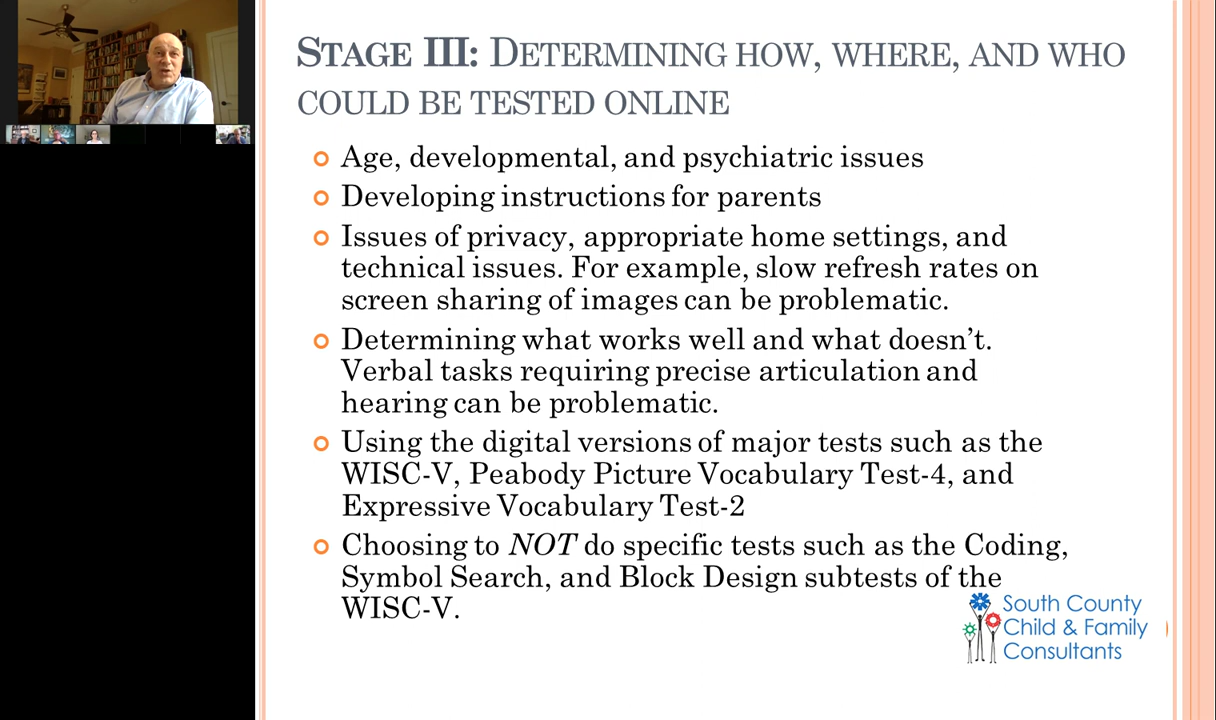 STAGE III: DETERMINING HOW, WHERE, AND WHO
COULD BE TESTED ONLINE
Age, developmental, and psychiatric issues
Developing instructions for parents
Issues of privacy, appropriate home settings, and
technical issues. For example, slow refresh rates on
screen sharing of images can be problematic.
Determining what works well and what doesn’t.
Verbal tasks requiring precise articulation and
hearing can be problematic.
Using the digital versions of major tests such as the
WISC-V, Peabody Picture Vocabulary Test-4, and
Expressive Vocabulary Test-2
Choosing to NOT do specific tests such as the Coding,
Symbol Search, and Block Design subtests of the
WISC-V.
South County
Child & Family
Consultants